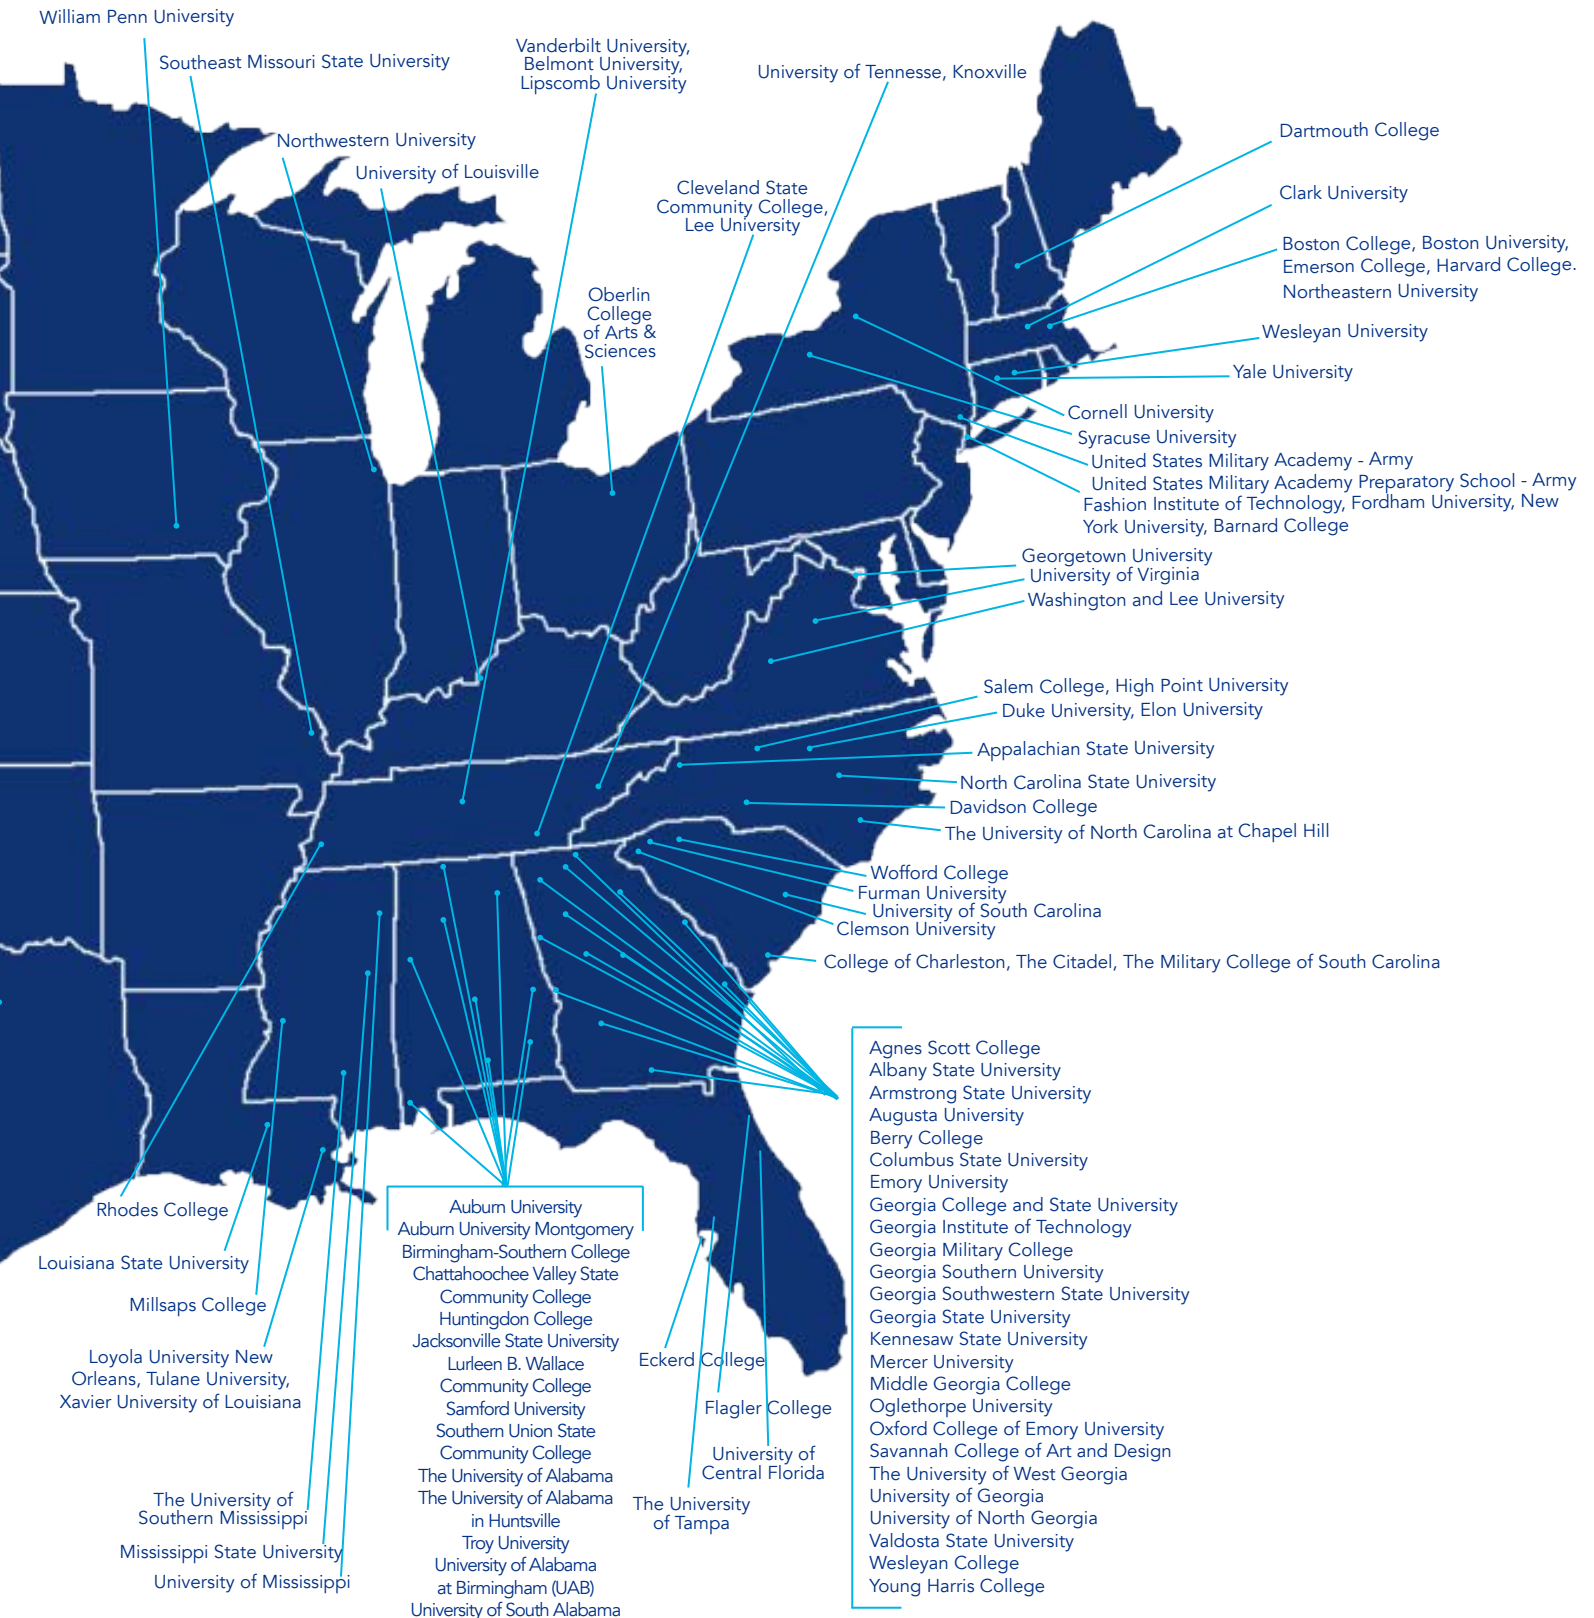 William Penn University
Southeast Missouri State University
Vanderbilt University,
Belmont University,
Lipscomb University
University of Tennesse, Knoxville
Northwestern University
University of Louisville
Cleveland State
Community College,
Lee University
Oberlin
College
of Arts &
Sciences
Dartmouth College
Clark University
Boston College, Boston University,
Emerson College, Harvard College.
Northeastern University
Wesleyan University
Yale University
Cornell University
Syracuse University
United States Military Academy - Army
United States Military Academy Preparatory School - Army
Fashion Institute of Technology, Fordham University, New
York University, Barnard College
Georgetown University
University of Virginia
Washington and Lee University
Salem College, High Point University
Duke University, Elon University
Appalachian State University
North Carolina State University
Davidson College
The University of North Carolina at Chapel Hill
Wofford College
Furman University
University of South Carolina
Clemson University
College of Charleston, The Citadel, The Military College of South Carolina
Agnes Scott College
Albany State University
Armstrong State University
Augusta University
Berry College
Columbus State University
Emory University
Georgia College and State University
Georgia Institute of Technology
Georgia Military College
Georgia Southern University
Georgia Southwestern State University
Georgia State University
Kennesaw State University
Mercer University
Middle Georgia College
Oglethorpe University
Oxford College of Emory University
Savannah College of Art and Design
The University of West Georgia
University of Georgia
University of North Georgia
Valdosta State University
Wesleyan College
Young Harris College
Rhodes College
Louisiana State University
Millsaps College
Loyola University New
Orleans, Tulane University,
Xavier University of Louisiana
The University of
Southern Mississippi
Mississippi State University
University of Mississippi
Auburn University
Auburn University Montgomery
Birmingham-Southern College
Chattahoochee Valley State
Community College
Huntingdon College
Jacksonville State University
Lurleen B. Wallace
Community College
Samford University
Southern Union State
Community College
The University of Alabama
The University of Alabama
in Huntsville
Troy University
University of Alabama
at Birmingham (UAB)
University of South Alabama
Eckerd College
Flagler College
University of
Central Florida
The University
of Tampa